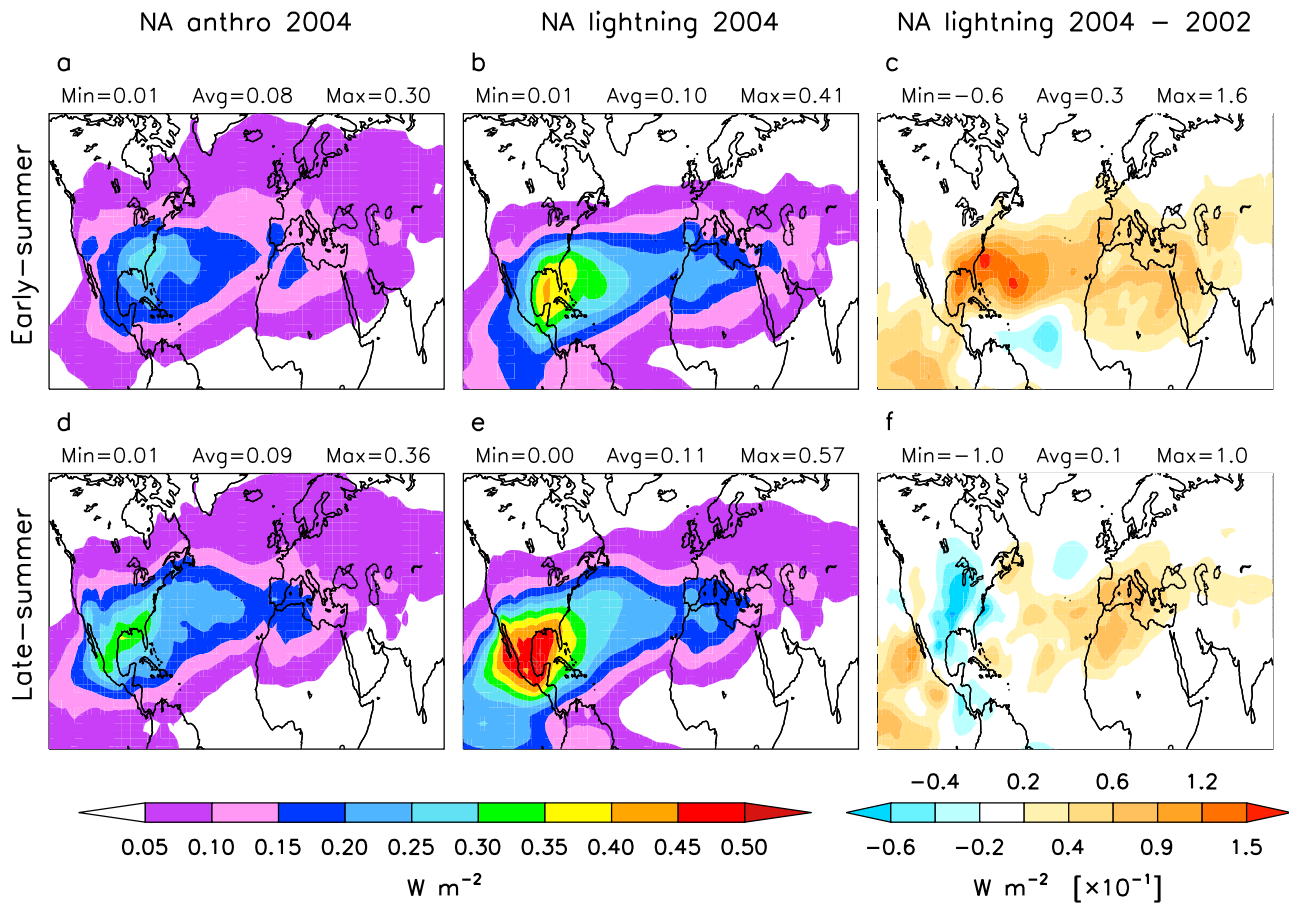 NA anthro 2004 NA lightning 2004 NA lightning 2004 − 2002
a b c
Min=0.01 Avg=0.08 Max=0.30 Min=0.01 Avg=0.10 Max=0.41 Min=−0.6 Avg=0.3 Max=1.6
Early−summer
d e f
Min=0.01 Avg=0.09 Max=0.36 Min=0.00 Avg=0.11 Max=0.57 Min=−1.0 Avg=0.1 Max=1.0
Late−summer
−0.4 0.2 0.6 1.2
0.05 0.10 0.15 0.20 0.25 0.30 0.35 0.40 0.45 0.50 −0.6 −0.2 0.4 0.9 1.5
W m⁻² W m⁻² [×10⁻¹]